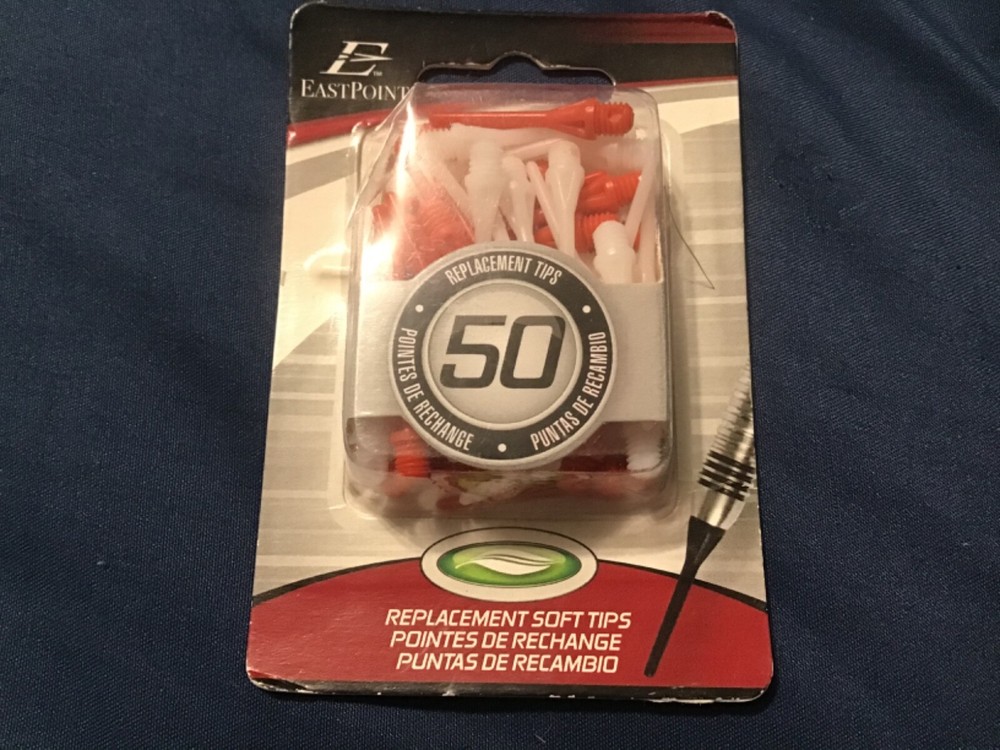 E™
EASTPOINT
REPLACEMENT TIPS
50
POINTES DE RECHANGE
PUNTAS DE RECAMBIO
REPLACEMENT SOFT TIPS
POINTES DE RECHANGE
PUNTAS DE RECAMBIO